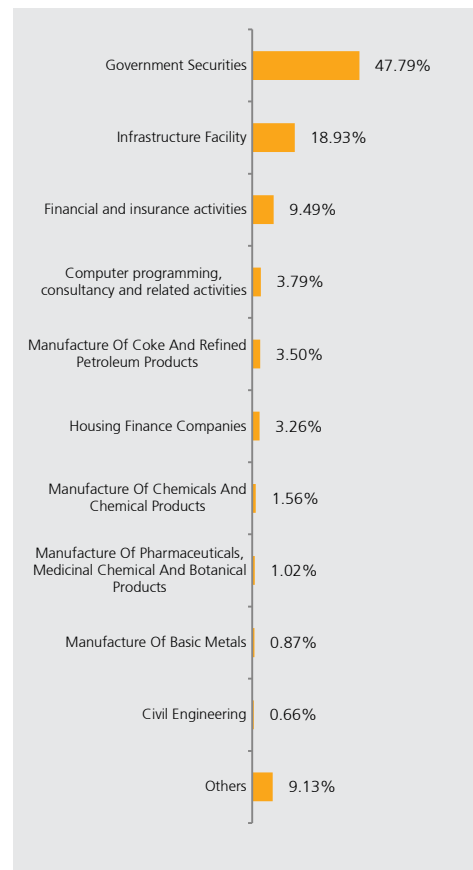 Government Securities 47.79%
Infrastructure Facility 18.93%
Financial and insurance activities 9.49%
Computer programming,
consultancy and related activities 3.79%
Manufacture Of Coke And Refined
Petroleum Products 3.50%
Housing Finance Companies 3.26%
Manufacture Of Chemicals And
Chemical Products 1.56%
Manufacture Of Pharmaceuticals,
Medicinal Chemical And Botanical
Products 1.02%
Manufacture Of Basic Metals 0.87%
Civil Engineering 0.66%
Others 9.13%